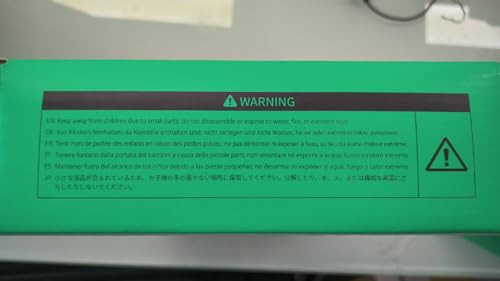 WARNING
EN: Keep away from children due to small parts; do not disassemble or expose to water, fire, or extreme heat.
DE: Von Kindern fernhalten, da Kleinteile enthalten sind; nicht zerlegen und nicht Wasser, Feuer oder extremer Hitze aussetzen.
FR: Tenir hors de portée des enfants en raison des petites pièces ; ne pas démonter ni exposer à l'eau, au feu ou à une chaleur extrême.
IT: Tenere lontano dalla portata dei bambini a causa delle piccole parti; non smontare né esporre a acqua, fuoco o calore estremo.
ES: Mantener fuera del alcance de los niños debido a las piezas pequeñas; no desarmar ni exponer al agua, fuego o calor extremo.
JP: 小さな部品が含まれているため、お子様の手の届かない場所に保管してください。分解したり、水、火、または極端な高温にさ
らしたりしないでください。